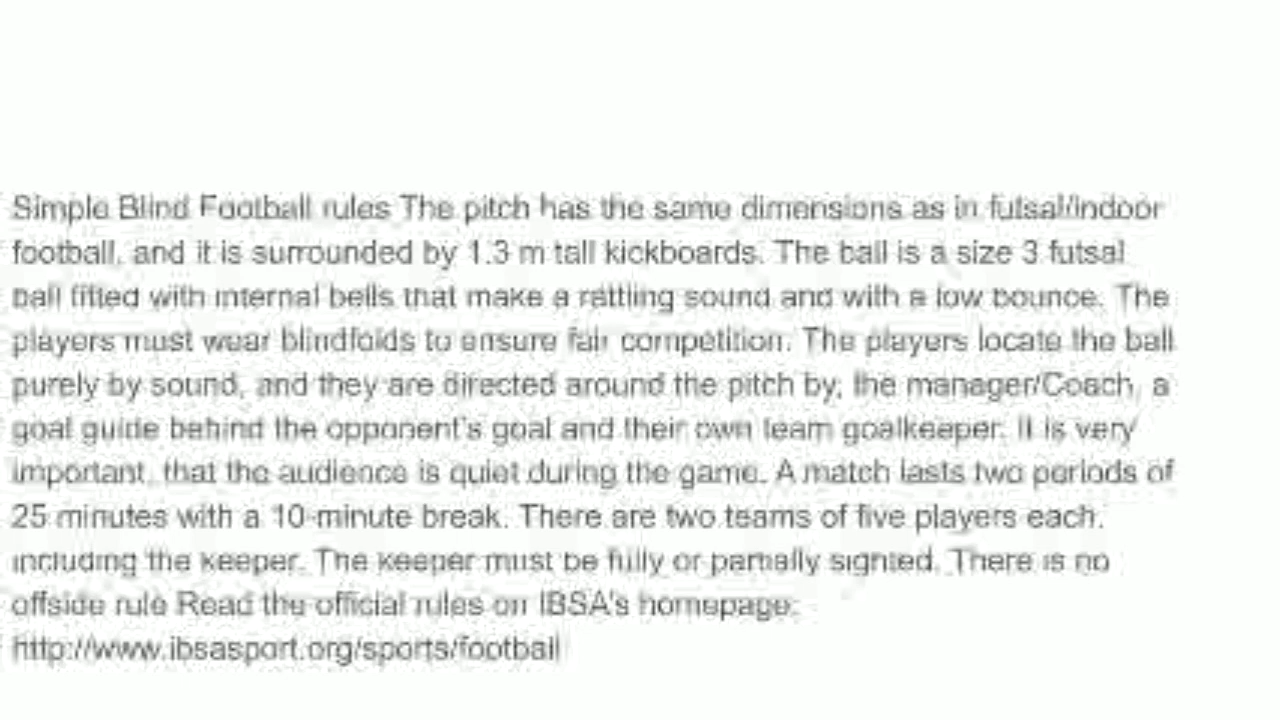 Simple Blind Football rules The pitch has the same dimensions as in futsal/indoor
football, and it is surrounded by 1.3 m tall kickboards. The ball is a size 3 futsal
ball fitted with internal bells that make a rattling sound and with a low bounce. The
players must wear blindfolds to ensure fair competition. The players locate the ball
purely by sound, and they are directed around the pitch by; the manager/Coach, a
goal guide behind the opponent's goal and their own team goalkeeper. It is very
important, that the audience is quiet during the game. A match lasts two periods of
25 minutes with a 10-minute break. There are two teams of five players each,
including the keeper. The keeper must be fully or partially sighted. There is no
offside rule Read the official rules on IBSA's homepage:
http://www.ibsasport.org/sports/football